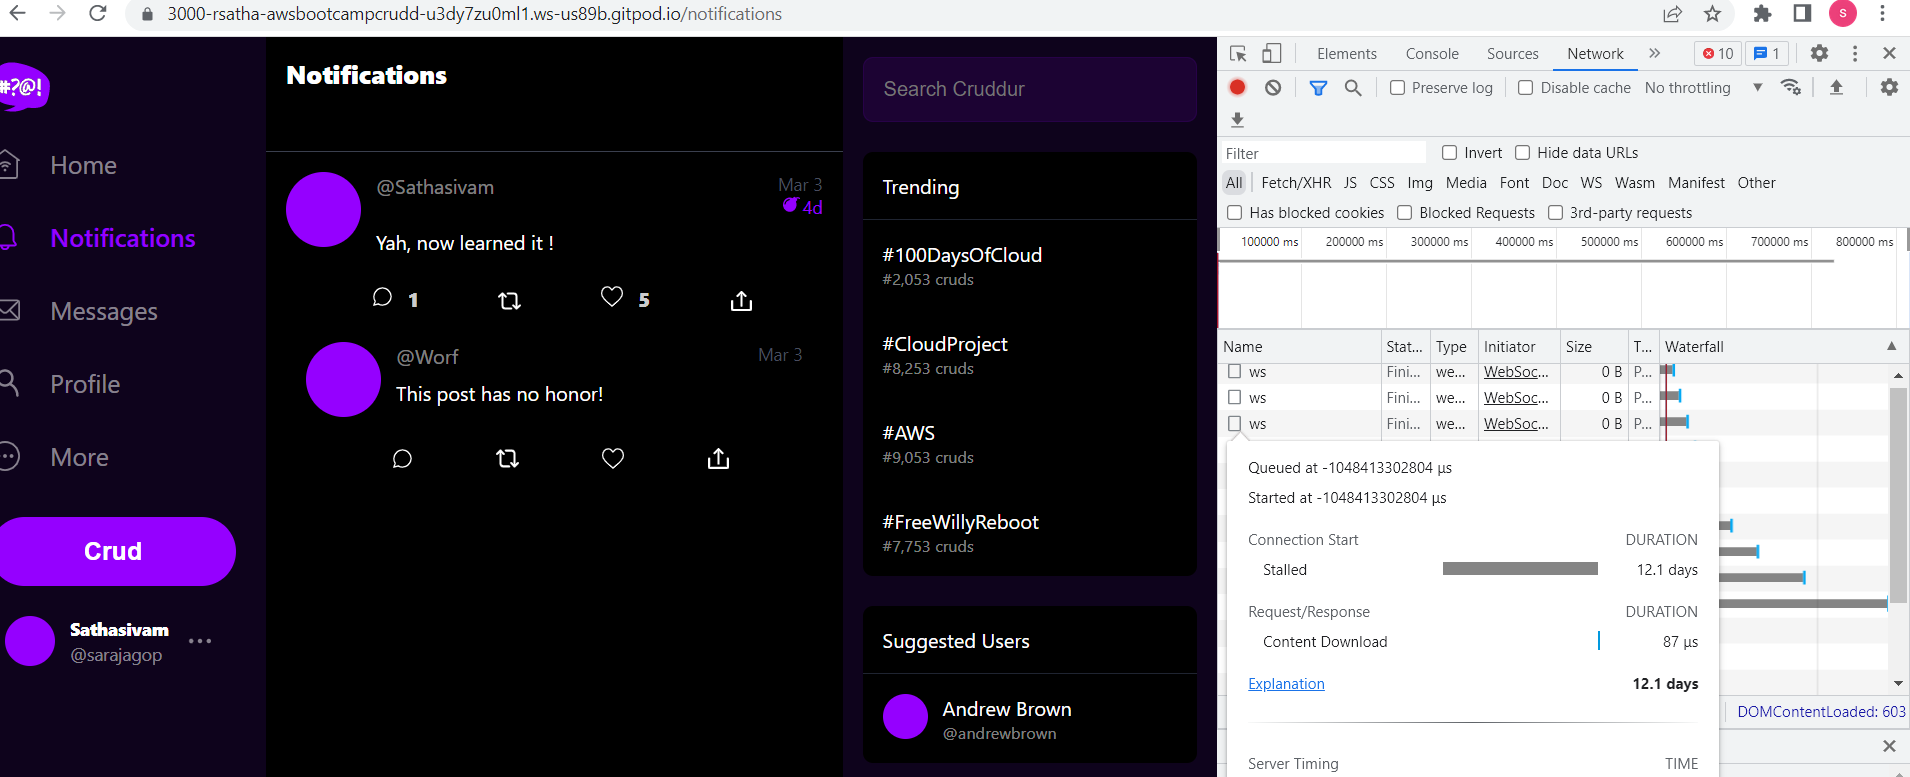 3000-rsatha-awsbootcampcrudd-u3dy7zu0ml1.ws-us89b.gitpod.io/notifications
s
#?@!
Home
Notifications
Messages
Profile
More
Crud
Sathasivam
@sarajagop
Notifications
@Sathasivam
Mar 3
4d
Yah, now learned it !
1
5
@Worf
Mar 3
This post has no honor!
Search Cruddur
Trending
#100DaysOfCloud
#2,053 cruds
#CloudProject
#8,253 cruds
#AWS
#9,053 cruds
#FreeWillyReboot
#7,753 cruds
Suggested Users
Andrew Brown
@andrewbrown
Elements Console Sources Network » 10 1
Preserve log Disable cache No throttling
Filter Invert Hide data URLs
All Fetch/XHR JS CSS Img Media Font Doc WS Wasm Manifest Other
Has blocked cookies Blocked Requests 3rd-party requests
100000 ms 200000 ms 300000 ms 400000 ms 500000 ms 600000 ms 700000 ms 800000 ms
Name Stat... Type Initiator Size T... Waterfall
ws Fini... we... WebSoc... 0 B P...
ws Fini... we... WebSoc... 0 B P...
ws Fini... we... WebSoc... 0 B P...
Queued at -1048413302804 µs
Started at -1048413302804 µs
Connection Start DURATION
Stalled 12.1 days
Request/Response DURATION
Content Download 87 µs
Explanation 12.1 days
Server Timing TIME
DOMContentLoaded: 603